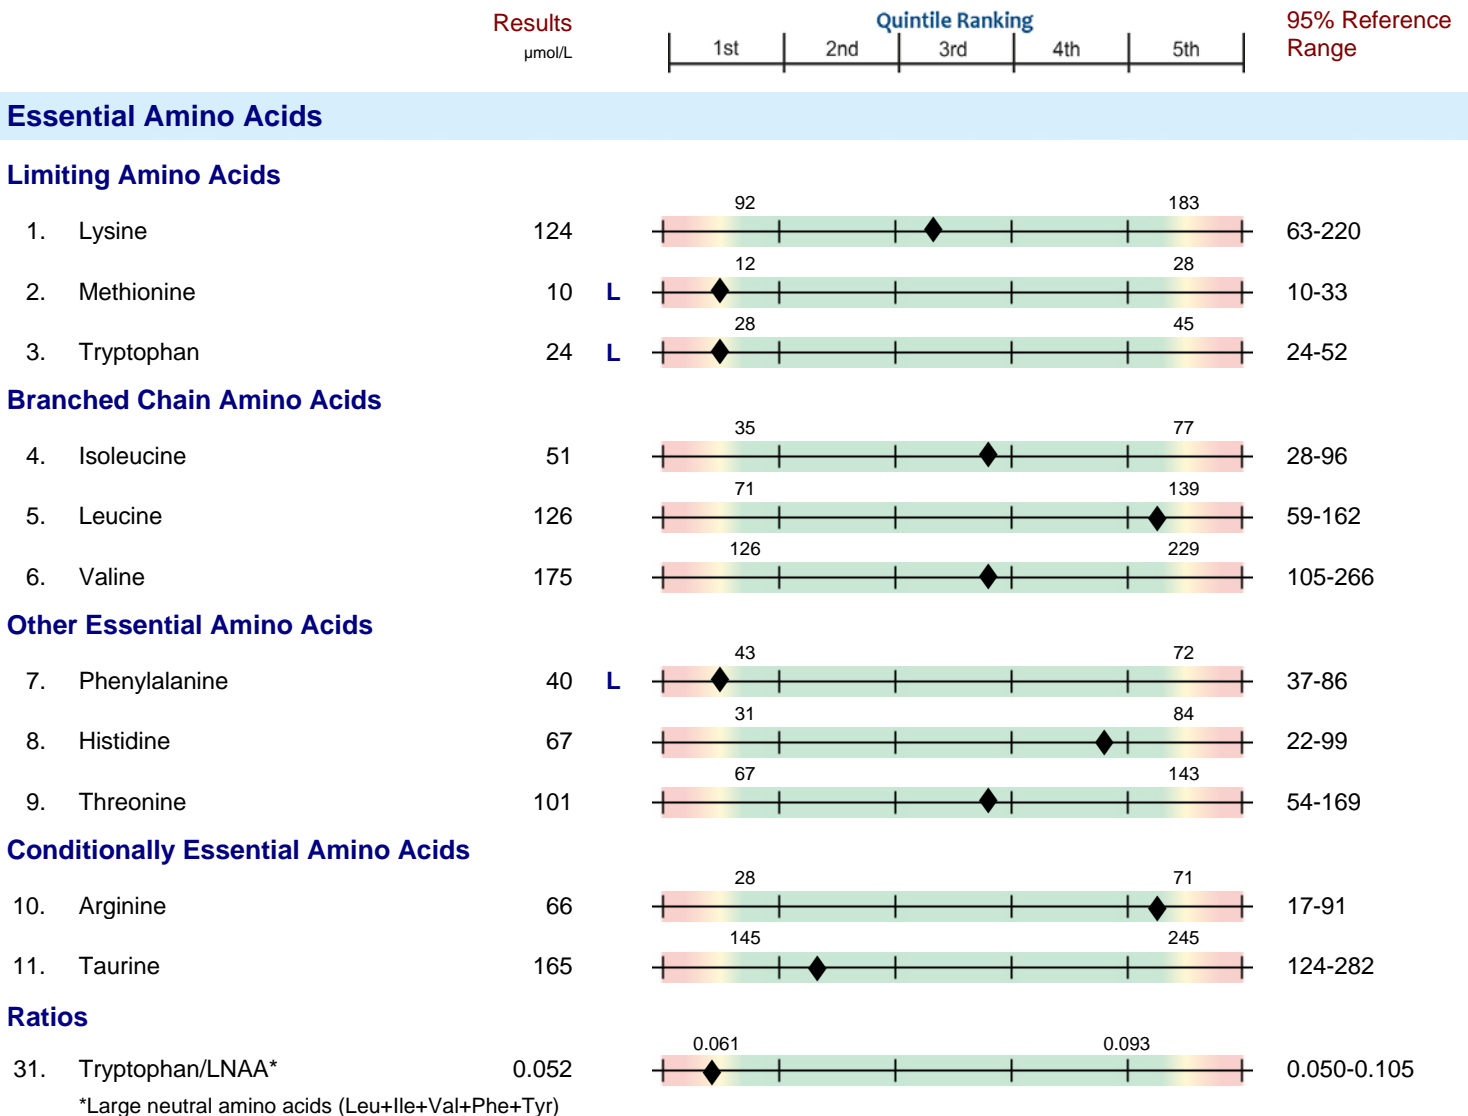 Results
µmol/L
Quintile Ranking
1st 2nd 3rd 4th 5th
95% Reference
Range
Essential Amino Acids
Limiting Amino Acids
92 183
1. Lysine 124 63-220
12 28
2. Methionine 10 L 10-33
28 45
3. Tryptophan 24 L 24-52
Branched Chain Amino Acids
35 77
4. Isoleucine 51 28-96
71 139
5. Leucine 126 59-162
126 229
6. Valine 175 105-266
Other Essential Amino Acids
43 72
7. Phenylalanine 40 L 37-86
31 84
8. Histidine 67 22-99
67 143
9. Threonine 101 54-169
Conditionally Essential Amino Acids
28 71
10. Arginine 66 17-91
145 245
11. Taurine 165 124-282
Ratios
0.061 0.093
31. Tryptophan/LNAA* 0.052 0.050-0.105
*Large neutral amino acids (Leu+Ile+Val+Phe+Tyr)